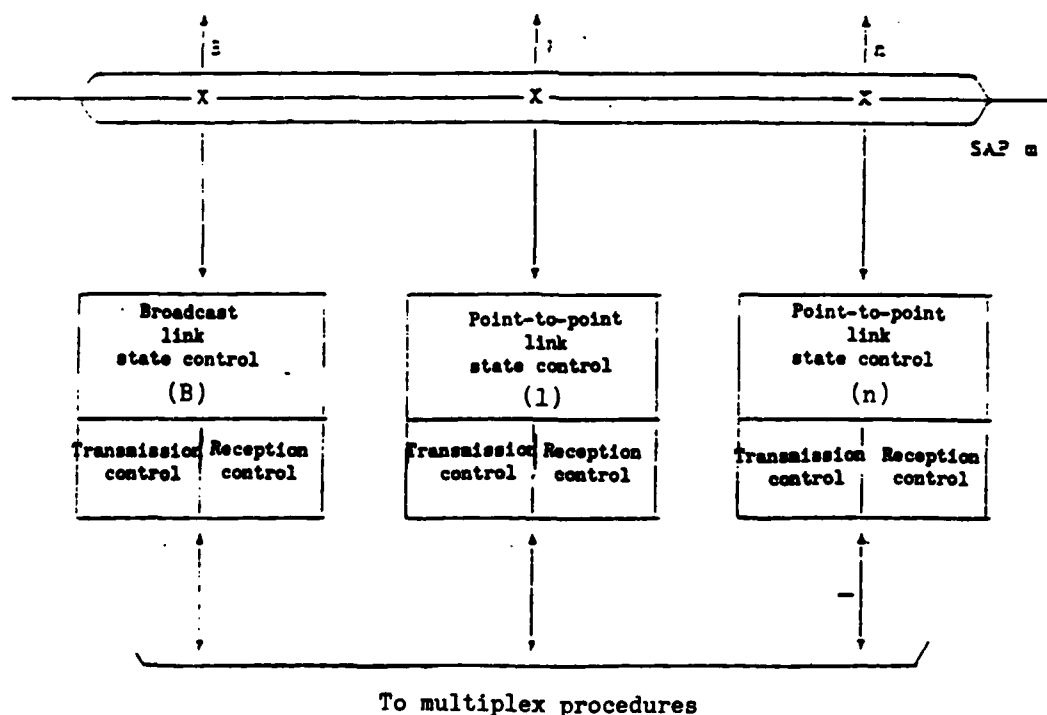 X X X
SAP m
Broadcast
link
state control
(B)
Point-to-point
link
state control
(1)
Point-to-point
link
state control
(n)
Transmission
control
Reception
control
Transmission
control
Reception
control
Transmission
control
Reception
control
To multiplex procedures